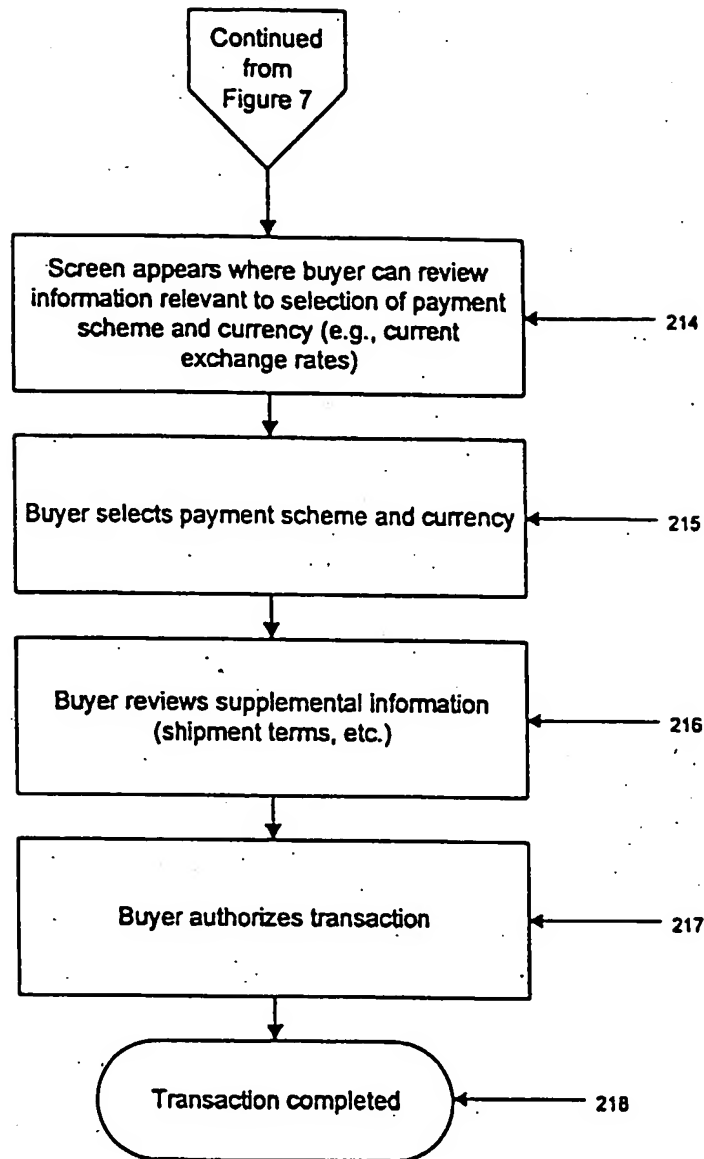 Continued
from
Figure 7
Screen appears where buyer can review
information relevant to selection of payment
scheme and currency (e.g., current
exchange rates)
214
Buyer selects payment scheme and currency
215
Buyer reviews supplemental information
(shipment terms, etc.)
216
Buyer authorizes transaction
217
Transaction completed
218